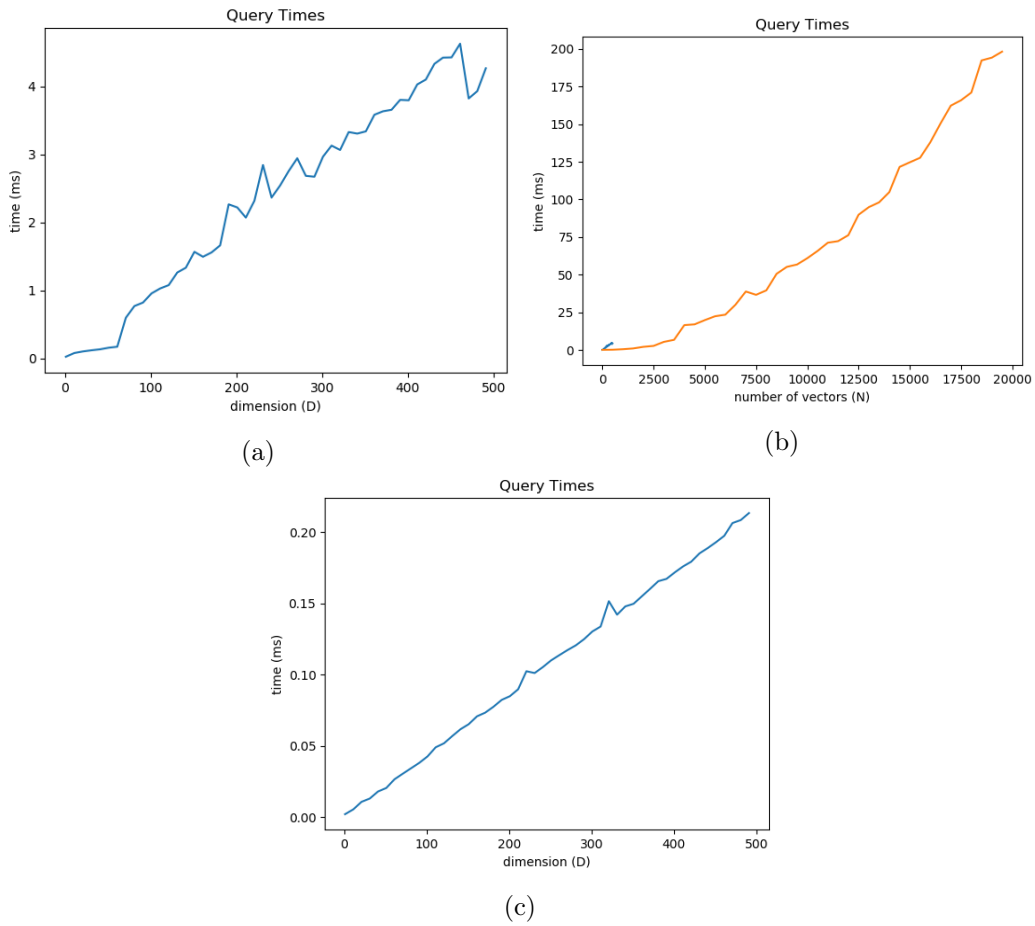 Query Times
4
3
2
1
0
time (ms)
0 100 200 300 400 500
dimension (D)
(a)
Query Times
200
175
150
125
100
75
50
25
0
time (ms)
0 2500 5000 7500 10000 12500 15000 17500 20000
number of vectors (N)
(b)
Query Times
0.20
0.15
0.10
0.05
0.00
time (ms)
0 100 200 300 400 500
dimension (D)
(c)